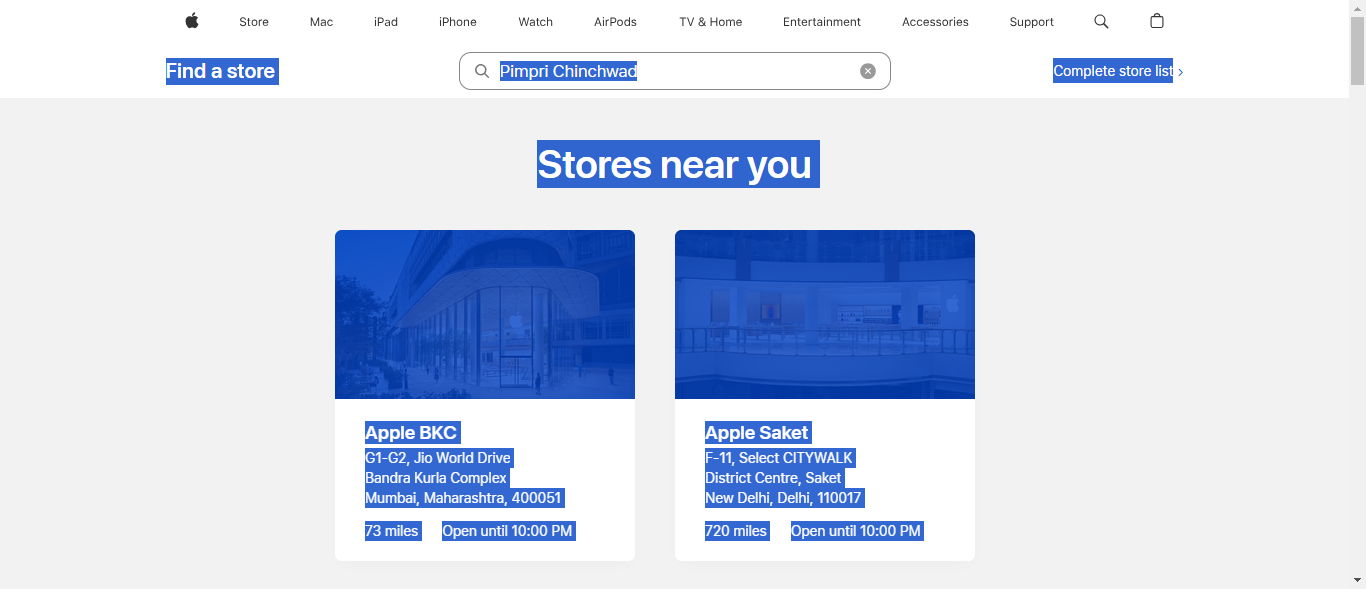 Store Mac iPad iPhone Watch AirPods TV & Home Entertainment Accessories Support
Find a store
Pimpri Chinchwad
Complete store list
Stores near you
Apple BKC
G1-G2, Jio World Drive
Bandra Kurla Complex
Mumbai, Maharashtra, 400051
73 miles Open until 10:00 PM
Apple Saket
F-11, Select CITYWALK
District Centre, Saket
New Delhi, Delhi, 110017
720 miles Open until 10:00 PM